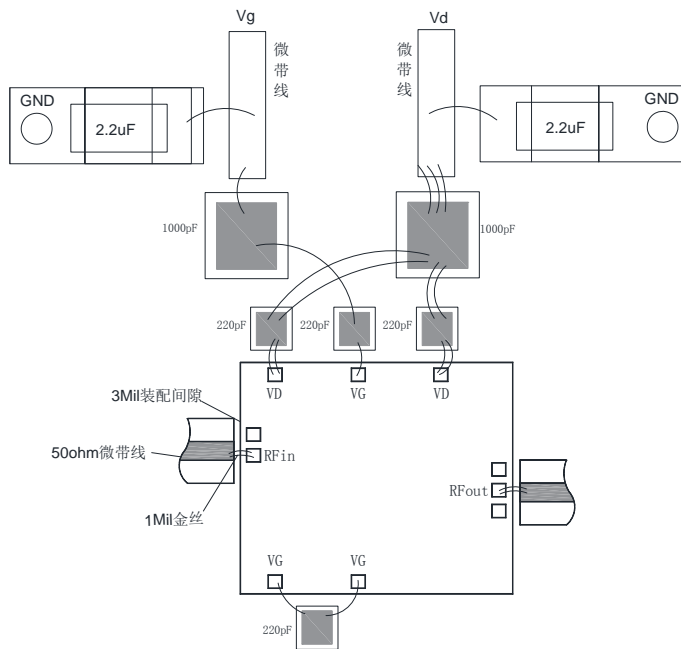 Vg
Vd
微带线
微带线
GND
2.2uF
2.2uF
GND
1000pF
1000pF
220pF
220pF
220pF
VD
VG
VD
3Mil装配间隙
50ohm微带线
RFin
1Mil金丝
RFout
VG
VG
220pF